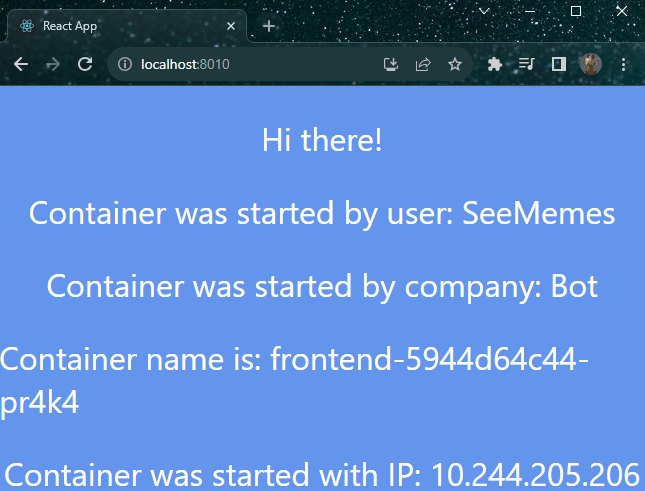 React App
localhost:8010
Hi there!
Container was started by user: SeeMemes
Container was started by company: Bot
Container name is: frontend-5944d64c44-
pr4k4
Container was started with IP: 10.244.205.206